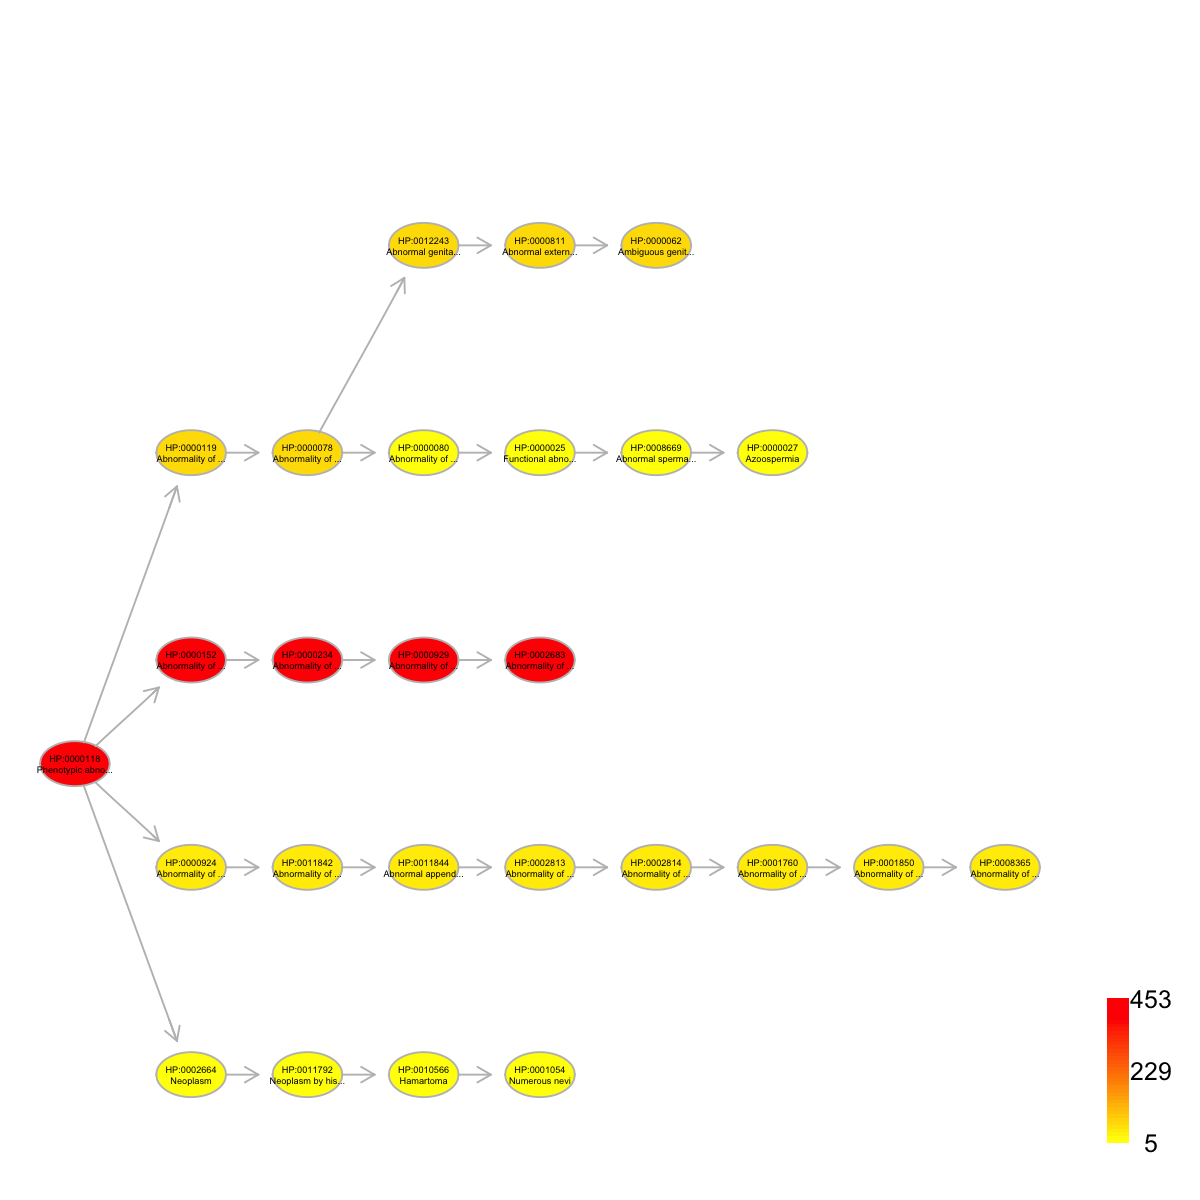 HP:0012243
Abnormal genita...
HP:0000811
Abnormal extern...
HP:0000062
Ambiguous genit...
HP:0000119
Abnormality of ...
HP:0000078
Abnormality of ...
HP:0000080
Abnormality of ...
HP:0000025
Functional abno...
HP:0008669
Abnormal sperma...
HP:0000027
Azoospermia
HP:0000152
Abnormality of ...
HP:0000234
Abnormality of ...
HP:0000929
Abnormality of ...
HP:0002683
Abnormality of ...
HP:0000118
Phenotypic abno...
HP:0000924
Abnormality of ...
HP:0011842
Abnormality of ...
HP:0011844
Abnormal append...
HP:0002813
Abnormality of ...
HP:0002814
Abnormality of ...
HP:0001760
Abnormality of ...
HP:0001850
Abnormality of ...
HP:0008365
Abnormality of ...
HP:0002664
Neoplasm
HP:0011792
Neoplasm by his...
HP:0010566
Hamartoma
HP:0001054
Numerous nevi
453
229
5